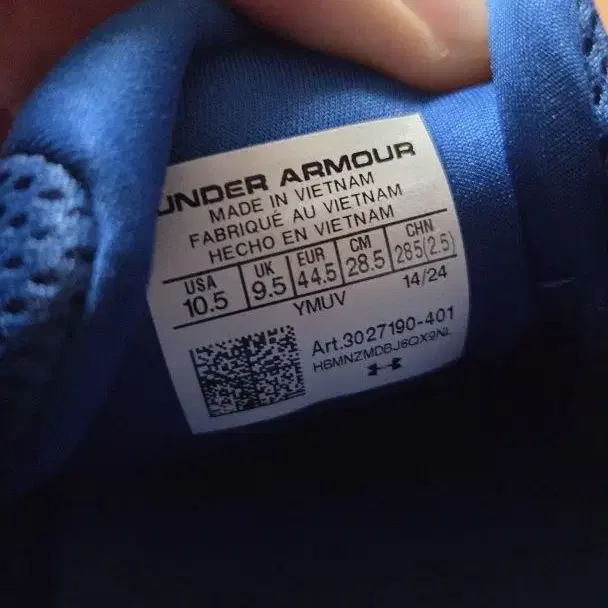 UNDER ARMOUR
MADE IN VIETNAM
FABRIQUÉ AU VIETNAM
HECHO EN VIETNAM
USA UK EUR CM CHN
10.5 9.5 44.5 28.5 285(2.5)
YMUV 14/24
Art.3027190-401
HBMNZMDBJ6QX9NL